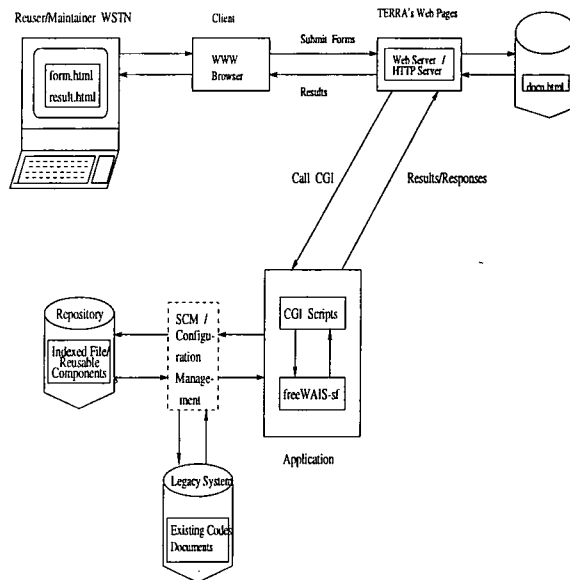 Reuser/Maintainer WSTN
Client
TERRA's Web Pages
form.html
result.html
WWW
Browser
Submit Forms
Results
Web Server /
HTTP Server
docn.html
Call CGI
Results/Responses
Repository
Indexed File/
Reusable
Components
SCM /
Configu-
ration
Manage-
ment
CGI Scripts
freeWAIS-sf
Application
Legacy System
Existing Codes
Documents